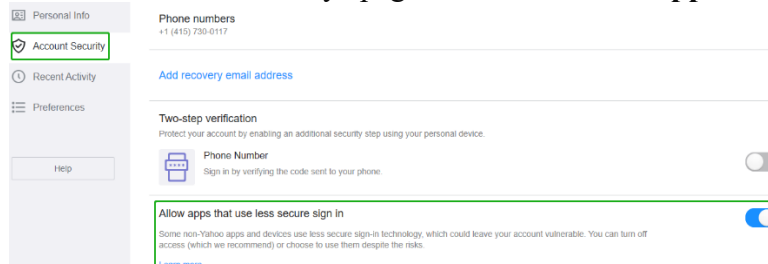 Personal Info
Account Security
Recent Activity
Preferences
Help
Phone numbers
+1 (415) 730-0117
Add recovery email address
Two-step verification
Protect your account by enabling an additional security step using your personal device.
Phone Number
Sign in by verifying the code sent to your phone.
Allow apps that use less secure sign in
Some non-Yahoo apps and devices use less secure sign-in technology, which could leave your account vulnerable. You can turn off
access (which we recommend) or choose to use them despite the risks.
Learn more